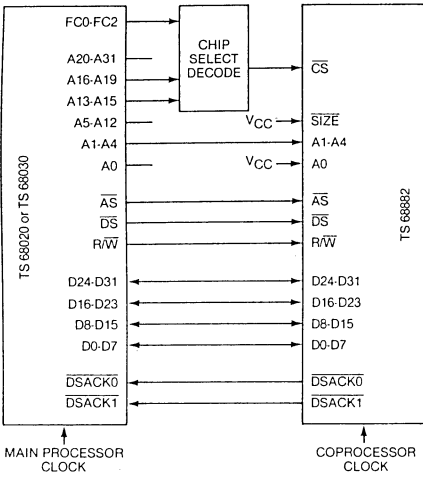 FC0-FC2
CHIP
SELECT
DECODE
A20-A31
A16-A19
CS
A13-A15
A5-A12
VCC
SIZE
A1-A4
A1-A4
A0
VCC
A0
AS
AS
DS
DS
R/W
R/W
TS 68020 or TS 68030
TS 68882
D24-D31
D24-D31
D16-D23
D16-D23
D8-D15
D8-D15
D0-D7
D0-D7
DSACK0
DSACK0
DSACK1
DSACK1
MAIN PROCESSOR
CLOCK
COPROCESSOR
CLOCK